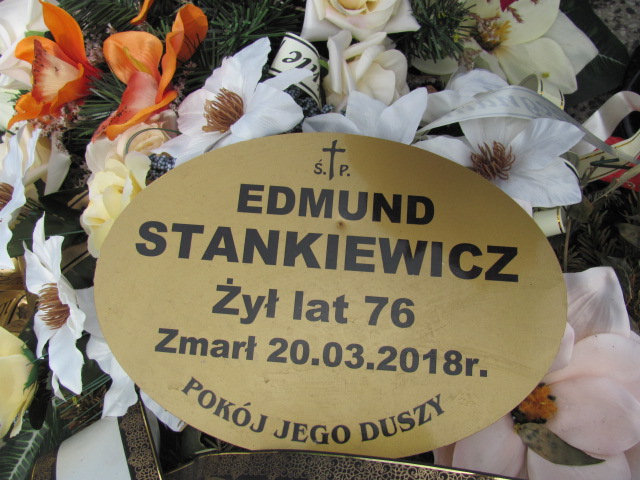 Ś.P.
EDMUND
STANKIEWICZ
Żył lat 76
Zmarł 20.03.2018r.
POKÓJ JEGO DUSZY